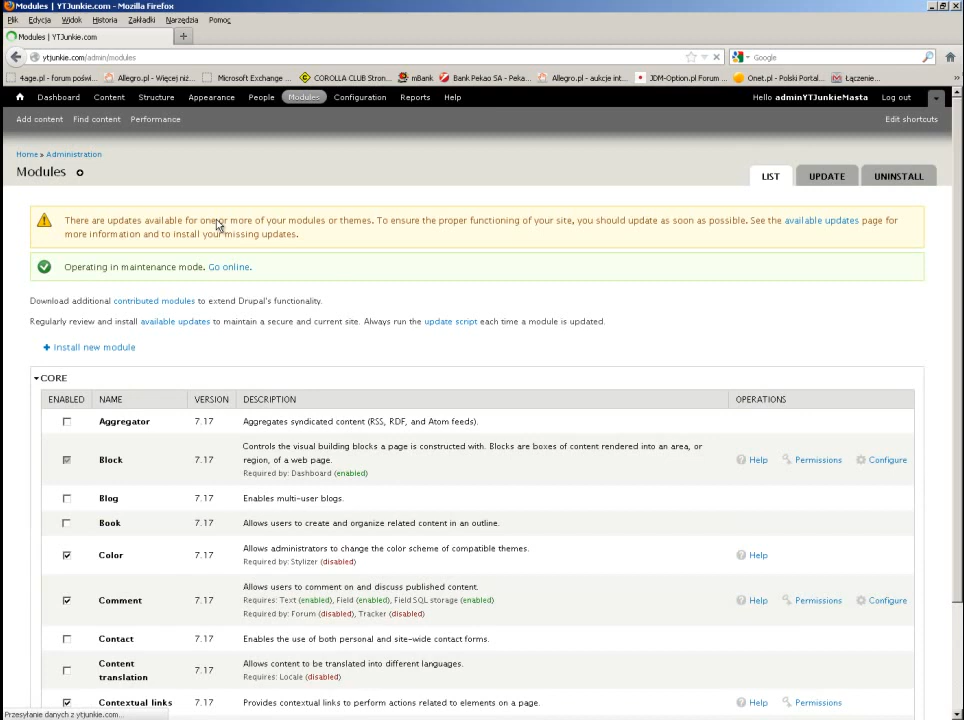 Modules | YTJunkie.com - Mozilla Firefox
Plik Edycja Widok Historia Zakładki Narzędzia Pomoc
Modules | YTJunkie.com
ytjunkie.com/admin/modules
Google
4age.pl - forum poświ...
Allegro.pl - Więcej niż...
Microsoft Exchange ...
COROLLA CLUB Stron...
mBank
Bank Pekao SA - Peka...
Allegro.pl - aukcje int...
JDM-Option.pl Forum ...
Onet.pl - Polski Portal...
Łączenie...
Dashboard Content Structure Appearance People Modules Configuration Reports Help
Hello adminYTJunkieMasta Log out
Add content Find content Performance
Edit shortcuts
Home » Administration
Modules
LIST UPDATE UNINSTALL
There are updates available for one or more of your modules or themes. To ensure the proper functioning of your site, you should update as soon as possible. See the available updates page for
more information and to install your missing updates.
Operating in maintenance mode. Go online.
Download additional contributed modules to extend Drupal's functionality.
Regularly review and install available updates to maintain a secure and current site. Always run the update script each time a module is updated.
+ Install new module
CORE
ENABLED NAME VERSION DESCRIPTION OPERATIONS
Aggregator 7.17 Aggregates syndicated content (RSS, RDF, and Atom feeds).
Controls the visual building blocks a page is constructed with. Blocks are boxes of content rendered into an area, or
Block 7.17 region, of a web page. Help Permissions Configure
Required by: Dashboard (enabled)
Blog 7.17 Enables multi-user blogs.
Book 7.17 Allows users to create and organize related content in an outline.
Allows administrators to change the color scheme of compatible themes.
Color 7.17 Help
Required by: Stylizer (disabled)
Allows users to comment on and discuss published content.
Comment 7.17 Requires: Text (enabled), Field (enabled), Field SQL storage (enabled) Help Permissions Configure
Required by: Forum (disabled), Tracker (disabled)
Contact 7.17 Enables the use of both personal and site-wide contact forms.
Content translation 7.17 Allows content to be translated into different languages.
Requires: Locale (disabled)
Contextual links 7.17 Provides contextual links to perform actions related to elements on a page. Help Permissions
Przesyłanie danych z ytjunkie.com...